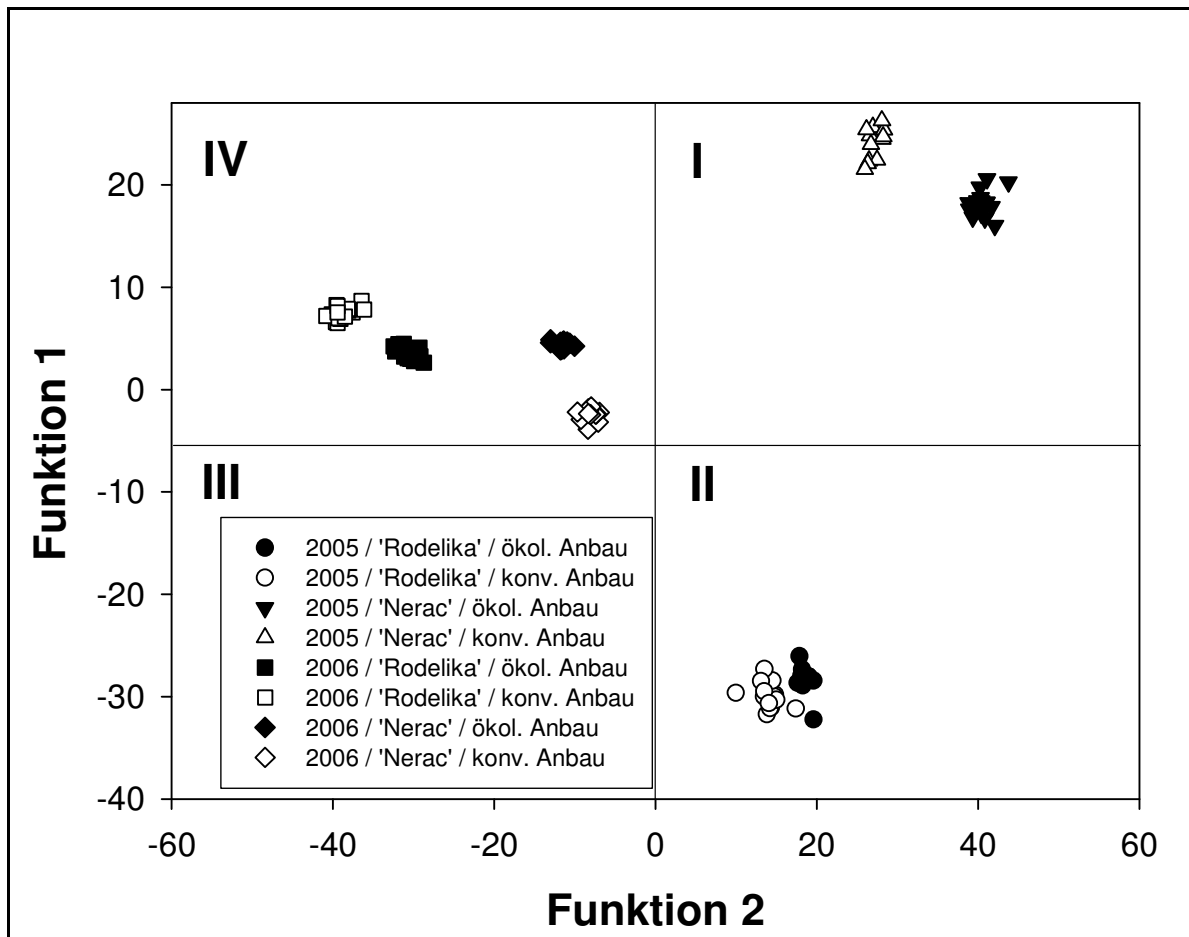 IV
I
20
10
0
-10
-20
-30
-40
Funktion 1
III
II
2005 / 'Rodelika' / ökol. Anbau
2005 / 'Rodelika' / konv. Anbau
2005 / 'Nerac' / ökol. Anbau
2005 / 'Nerac' / konv. Anbau
2006 / 'Rodelika' / ökol. Anbau
2006 / 'Rodelika' / konv. Anbau
2006 / 'Nerac' / ökol. Anbau
2006 / 'Nerac' / konv. Anbau
-60 -40 -20 0 20 40 60
Funktion 2